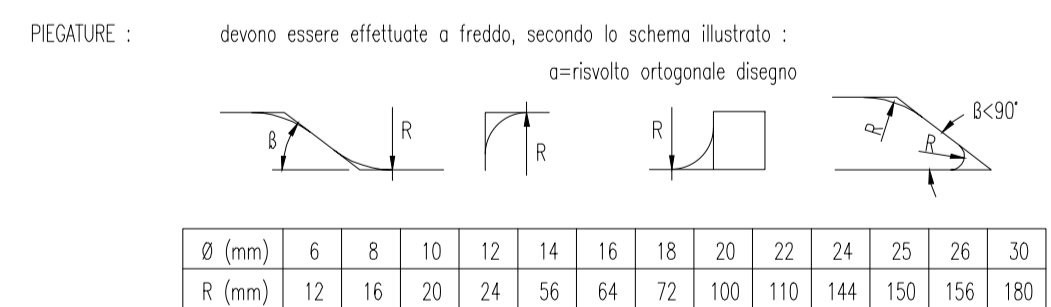 PIEGATURE : devono essere effettuate a freddo, secondo lo schema illustrato :
a=risvolto ortogonale disegno
ß R R R R R ß<90°
Ø (mm) 6 8 10 12 14 16 18 20 22 24 25 26 30
R (mm) 12 16 20 24 56 64 72 100 110 144 150 156 180